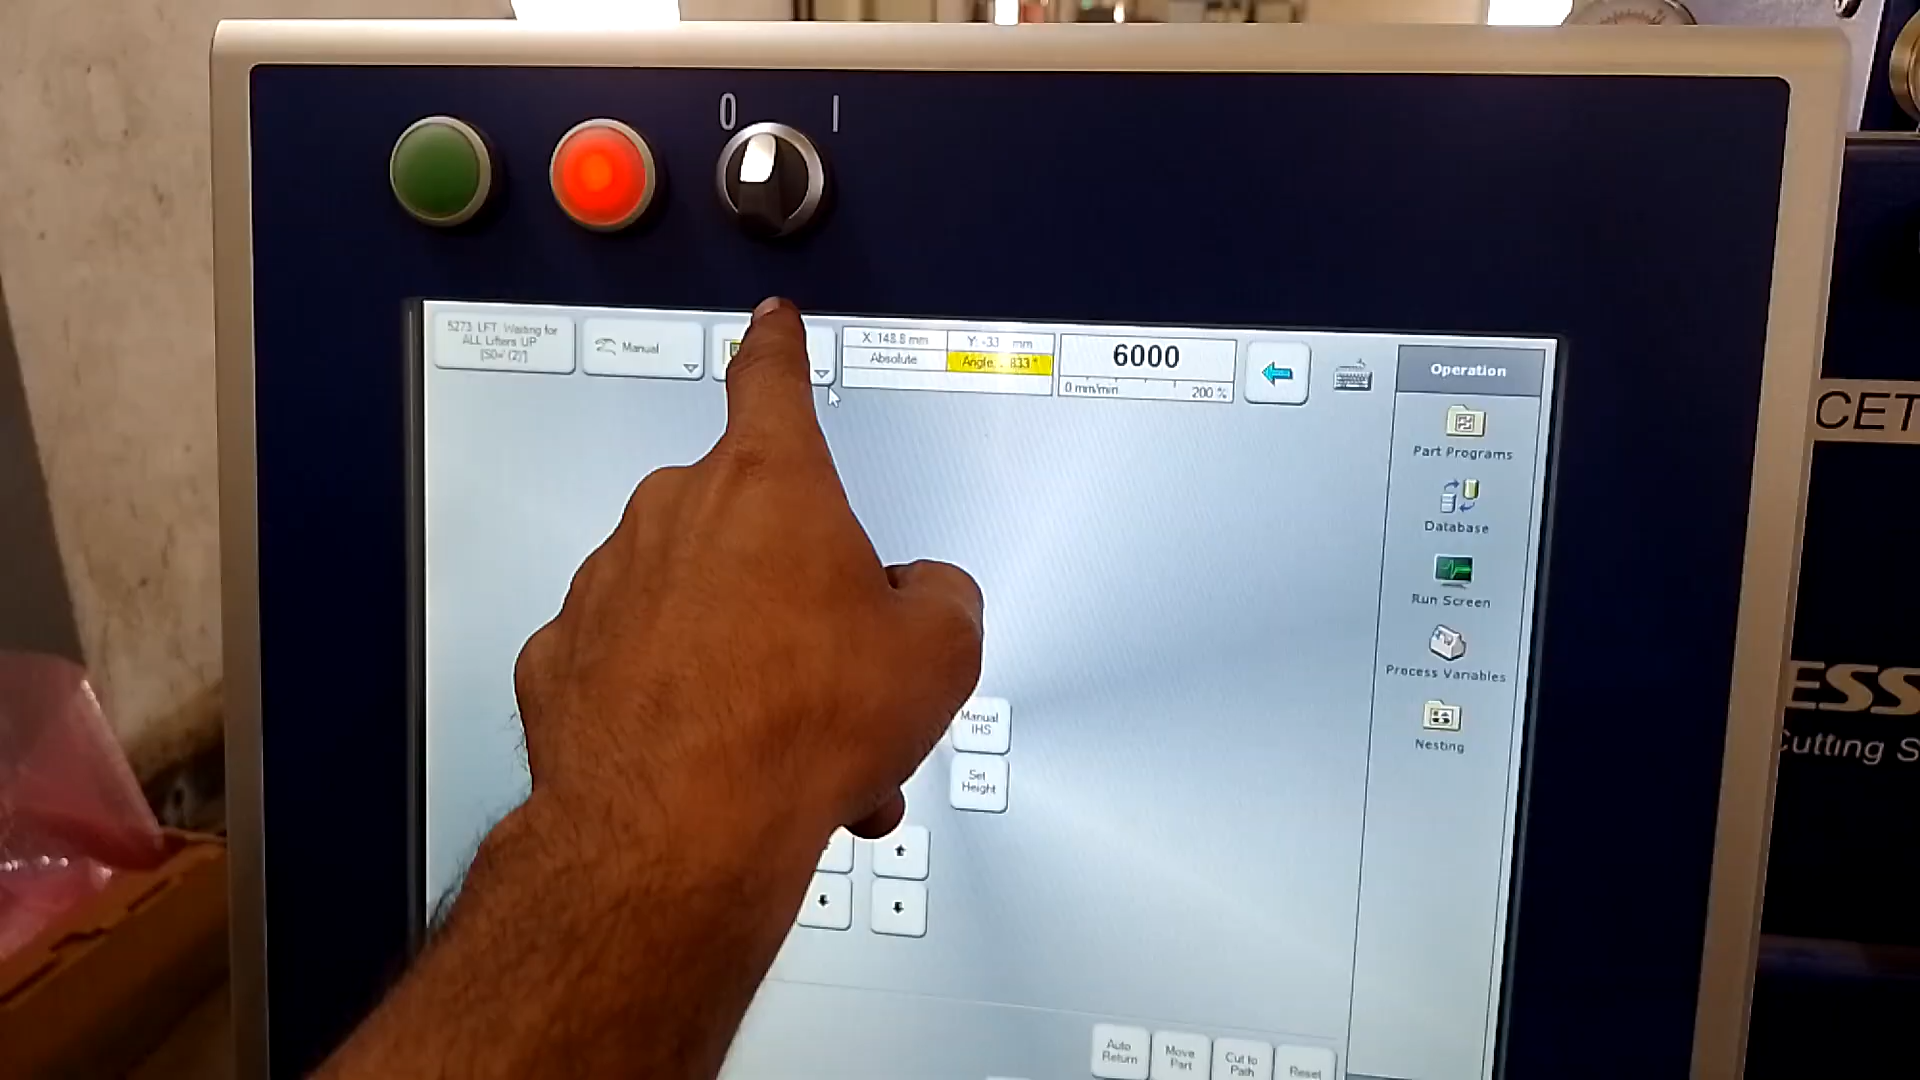 0 I
5273: LFT: Waiting for
ALL Lifters UP
Manual
X: 148.8 mm
Y: -33 mm
Absolute
Angle
6000
0 mm/min
200 %
Operation
Part Programs
Database
Run Screen
Process Variables
Nesting
Manual
IHS
Set
Height
Auto
Return
Move
Part
Cut to
Path
Reset
CET
ESS
Cutting S